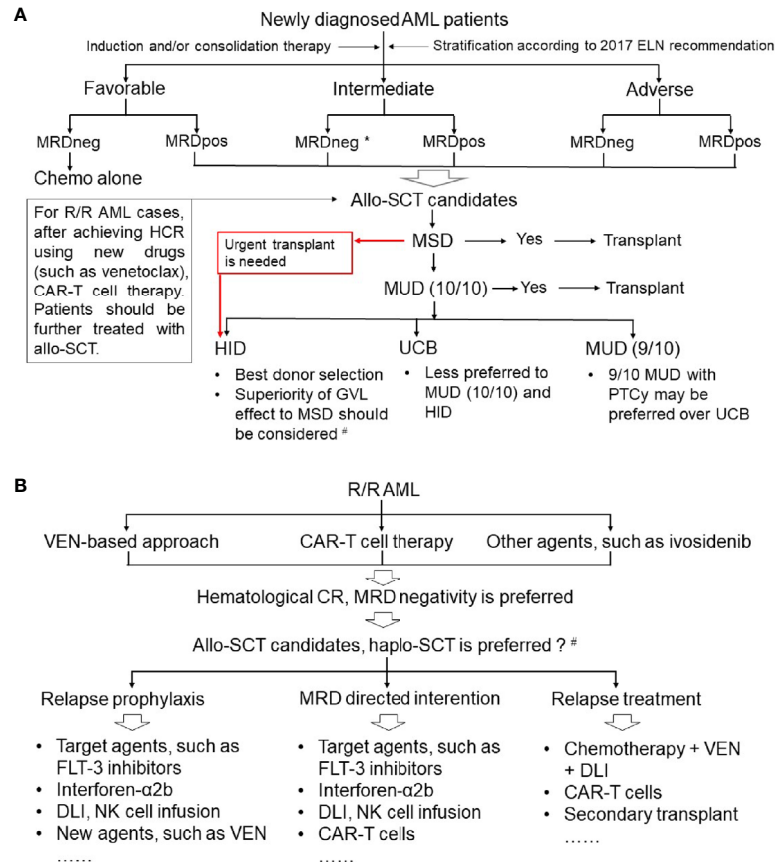 A
Newly diagnosed AML patients
Induction and/or consolidation therapy
Stratification according to 2017 ELN recommendation
Favorable
Intermediate
Adverse
MRDneg
MRDpos
MRDneg *
MRDpos
MRDneg
MRDpos
Chemo alone
Allo-SCT candidates
For R/R AML cases,
after achieving HCR
using new drugs
(such as venetoclax),
CAR-T cell therapy.
Patients should be
further treated with
allo-SCT.
Urgent transplant
is needed
MSD
Yes
Transplant
MUD (10/10)
Yes
Transplant
HID
• Best donor selection
• Superiority of GVL
effect to MSD should
be considered #
UCB
• Less preferred to
MUD (10/10) and
HID
MUD (9/10)
• 9/10 MUD with
PTCy may be
preferred over UCB
B
R/R AML
VEN-based approach
CAR-T cell therapy
Other agents, such as ivosidenib
Hematological CR, MRD negativity is preferred
Allo-SCT candidates, haplo-SCT is preferred ? #
Relapse prophylaxis
• Target agents, such as
FLT-3 inhibitors
• Interforen-α2b
• DLI, NK cell infusion
• New agents, such as VEN
……
MRD directed interention
• Target agents, such as
FLT-3 inhibitors
• Interforen-α2b
• DLI, NK cell infusion
• CAR-T cells
……
Relapse treatment
• Chemotherapy + VEN
+ DLI
• CAR-T cells
• Secondary transplant
……